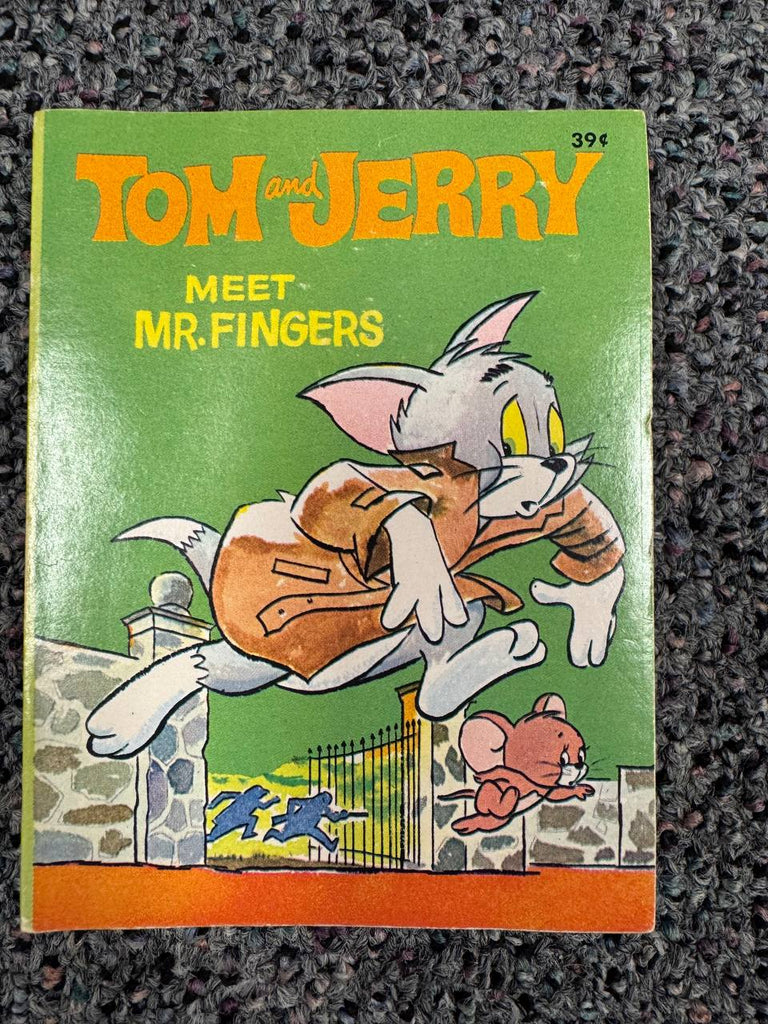 39¢
TOM and JERRY
MEET
MR. FINGERS